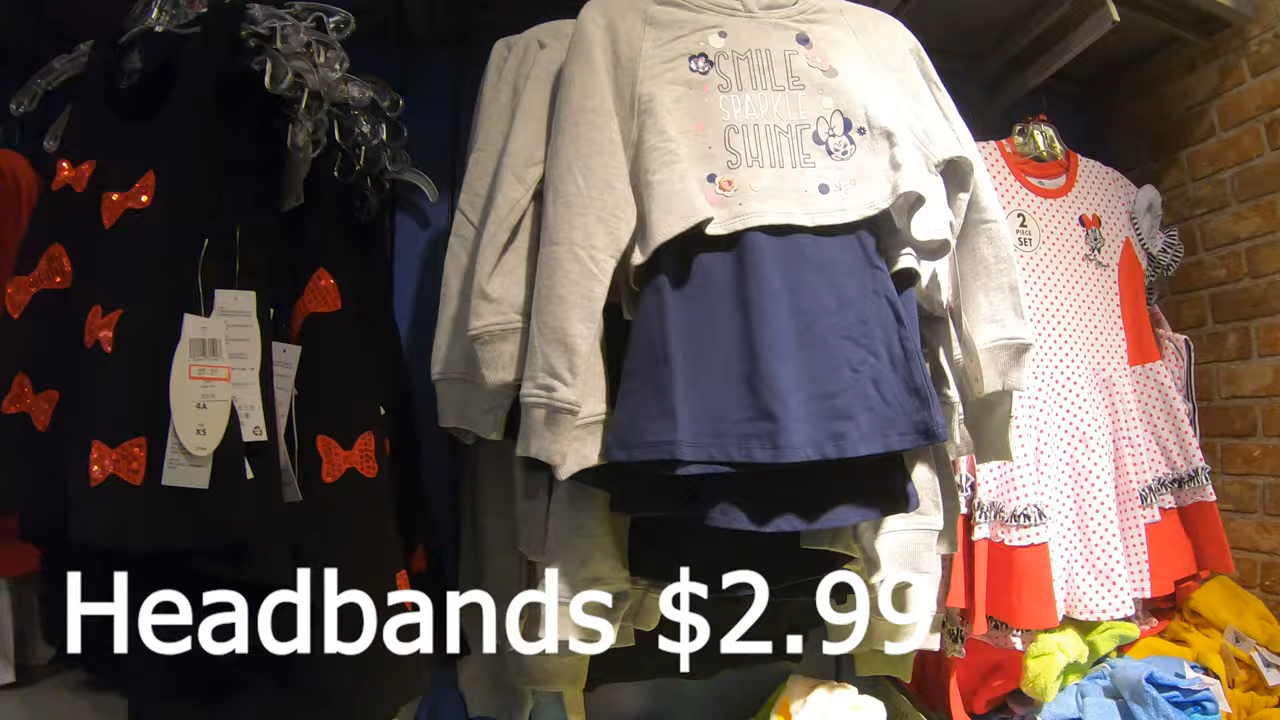 SMILE
SPARKLE
SHINE
2
PIECE
SET
4A
XS
Headbands $2.99